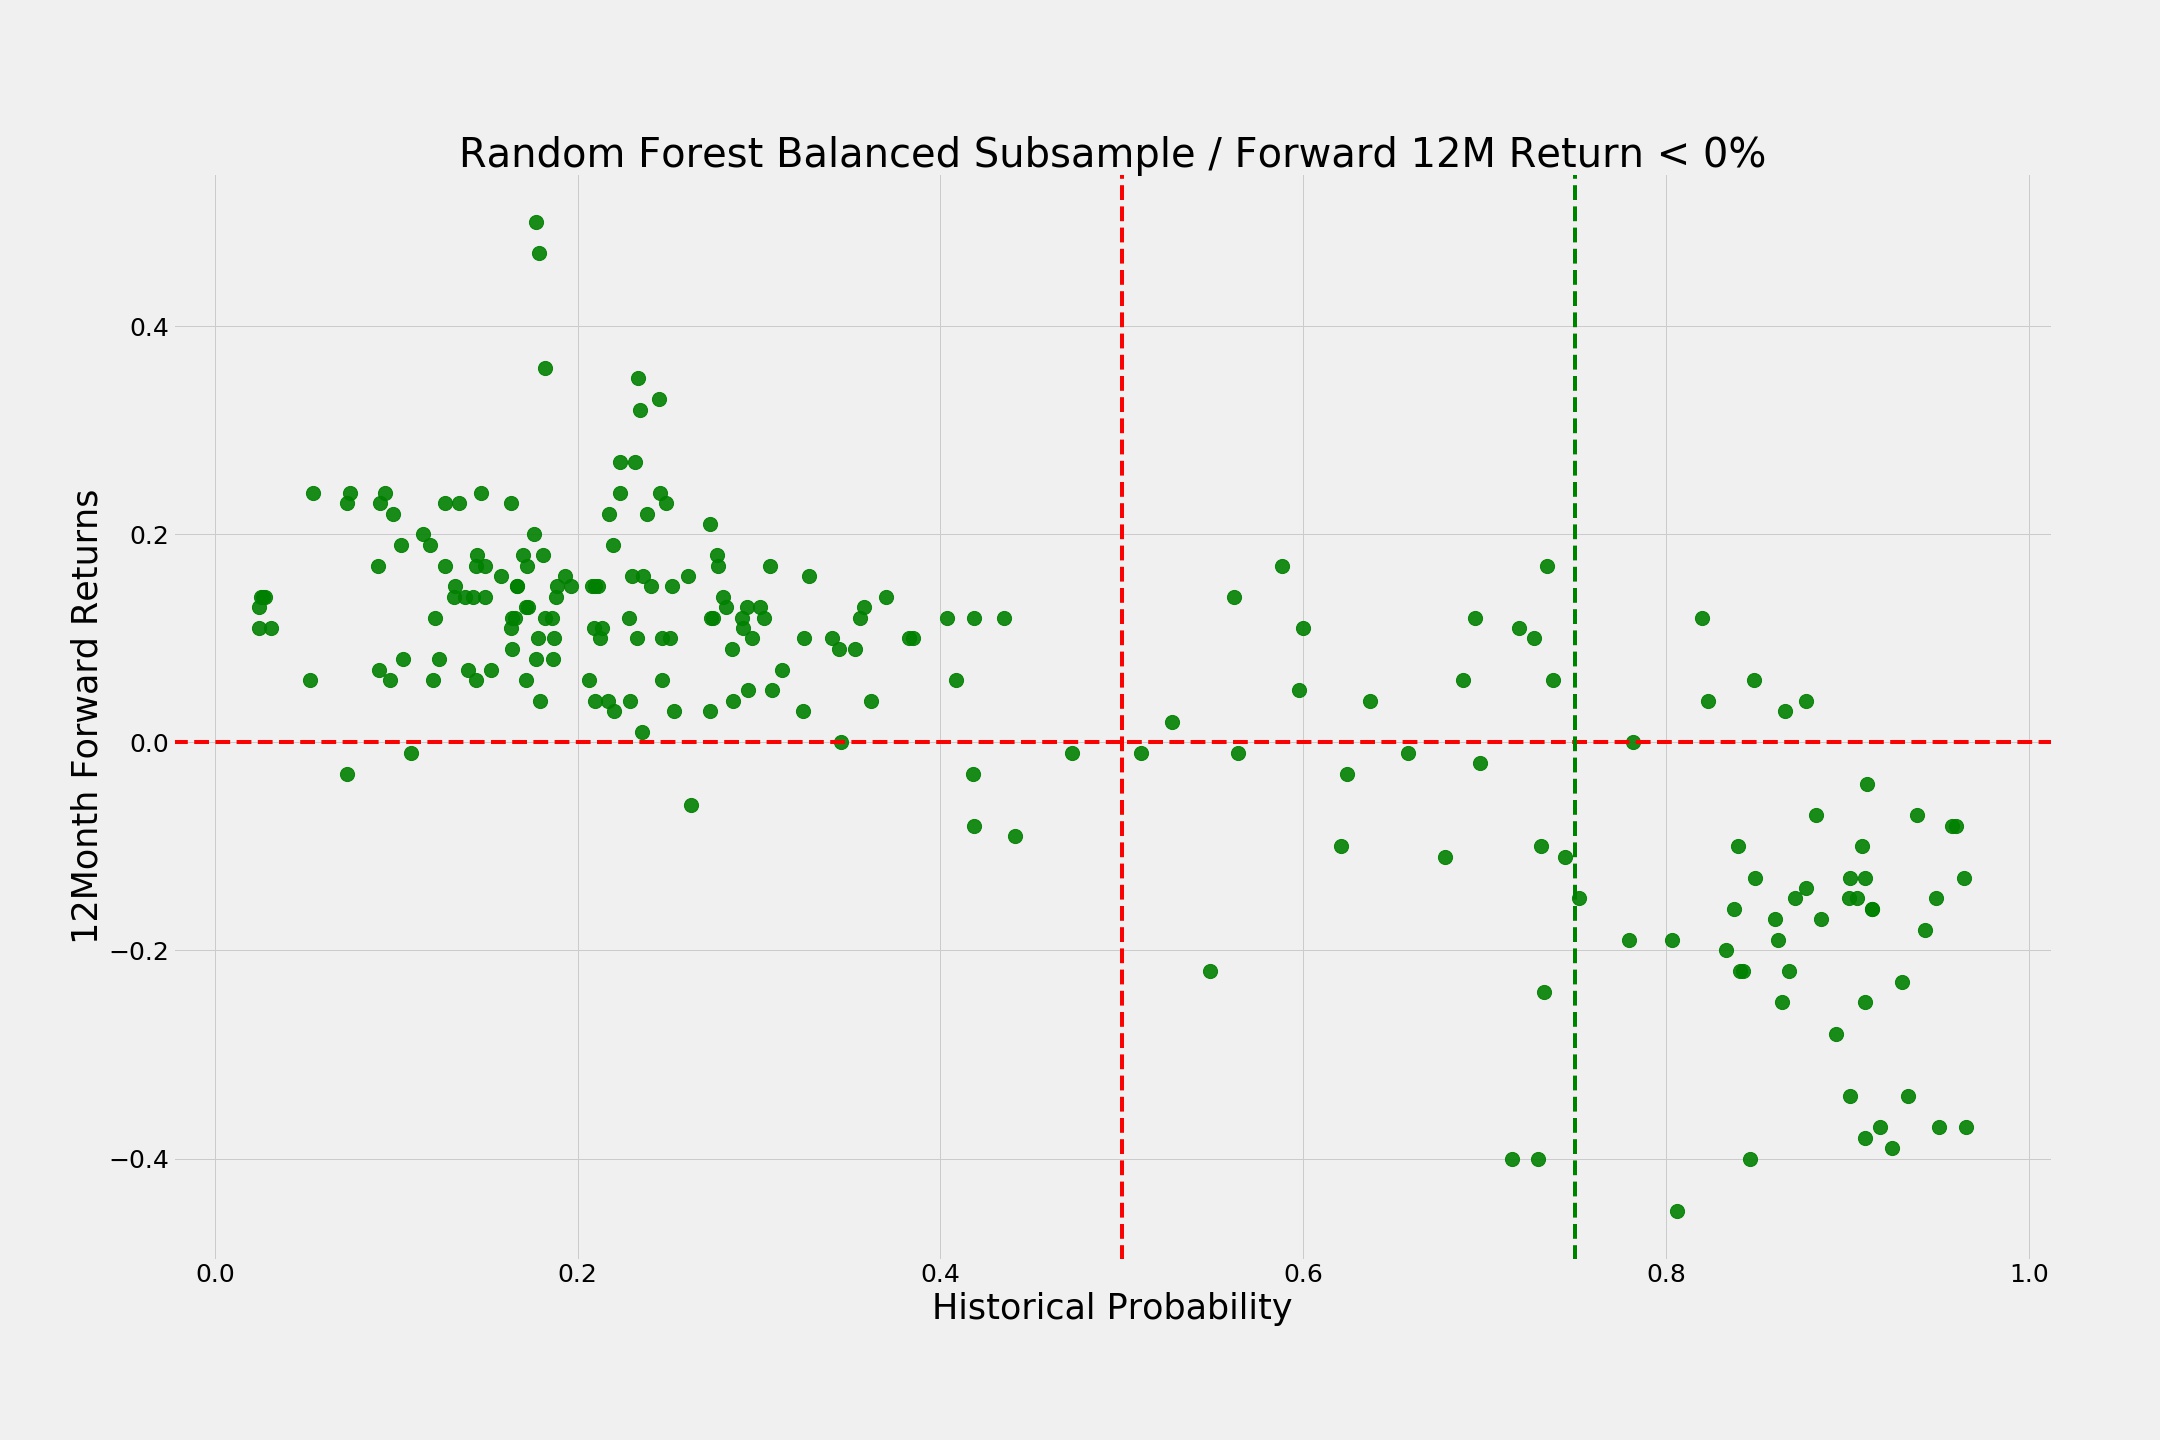 Random Forest Balanced Subsample / Forward 12M Return < 0%
12Month Forward Returns
0.4
0.2
0.0
−0.2
−0.4
0.0 0.2 0.4 0.6 0.8 1.0
Historical Probability